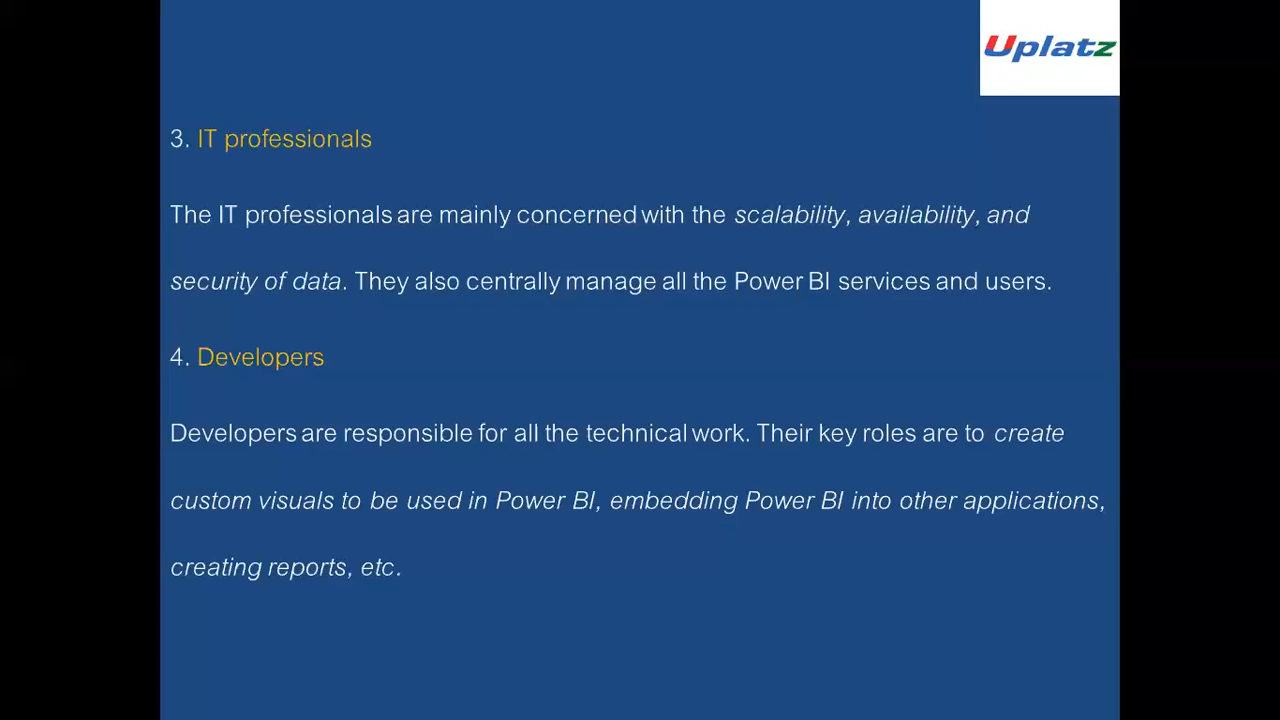 Uplatz
3. IT professionals
The IT professionals are mainly concerned with the scalability, availability, and
security of data. They also centrally manage all the Power BI services and users.
4. Developers
Developers are responsible for all the technical work. Their key roles are to create
custom visuals to be used in Power BI, embedding Power BI into other applications,
creating reports, etc.